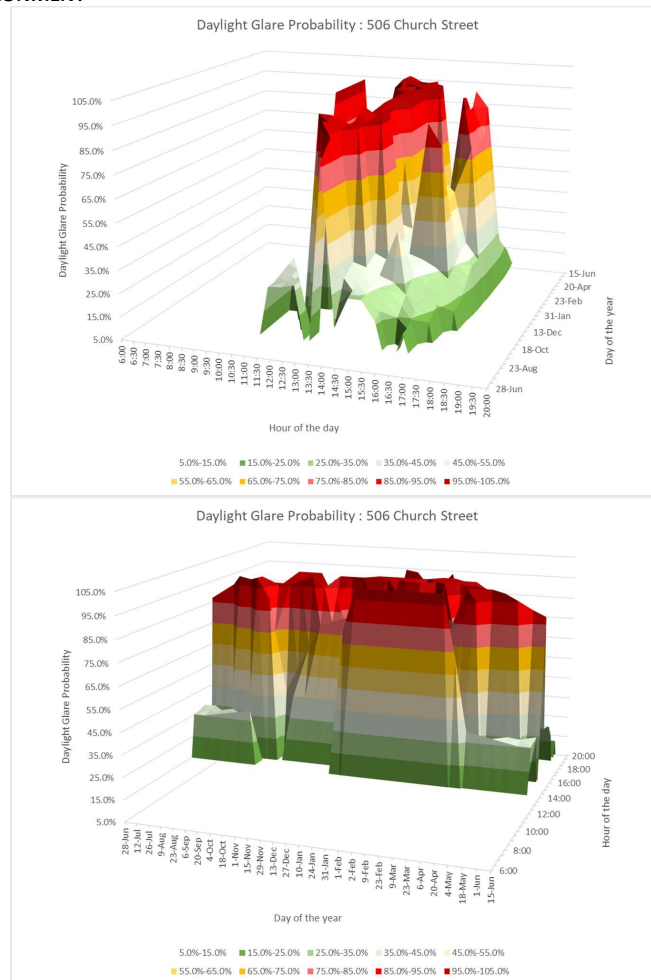 Daylight Glare Probability : 506 Church Street
105.0%
95.0%
85.0%
75.0%
65.0%
55.0%
45.0%
35.0%
25.0%
15.0%
5.0%
Daylight Glare Probability
6:00
6:30
7:00
7:30
8:00
8:30
9:00
9:30
10:00
10:30
11:00
11:30
12:00
12:30
13:00
13:30
14:00
14:30
15:00
15:30
16:00
16:30
17:00
17:30
18:00
18:30
19:00
19:30
20:00
Hour of the day
15-Jun
20-Apr
23-Feb
31-Jan
13-Dec
18-Oct
23-Aug
28-Jun
Day of the year
5.0%-15.0% 15.0%-25.0% 25.0%-35.0% 35.0%-45.0% 45.0%-55.0%
55.0%-65.0% 65.0%-75.0% 75.0%-85.0% 85.0%-95.0% 95.0%-105.0%
Daylight Glare Probability : 506 Church Street
105.0%
95.0%
85.0%
75.0%
65.0%
55.0%
45.0%
35.0%
25.0%
15.0%
5.0%
Daylight Glare Probability
28-Jun
12-Jul
26-Jul
9-Aug
23-Aug
6-Sep
20-Sep
4-Oct
18-Oct
1-Nov
15-Nov
29-Nov
13-Dec
27-Dec
10-Jan
24-Jan
31-Jan
1-Feb
2-Feb
9-Feb
23-Feb
9-Mar
23-Mar
6-Apr
20-Apr
4-May
18-May
1-Jun
15-Jun
Day of the year
20:00
18:00
16:00
14:00
12:00
10:00
8:00
6:00
Hour of the day
5.0%-15.0% 15.0%-25.0% 25.0%-35.0% 35.0%-45.0% 45.0%-55.0%
55.0%-65.0% 65.0%-75.0% 75.0%-85.0% 85.0%-95.0% 95.0%-105.0%